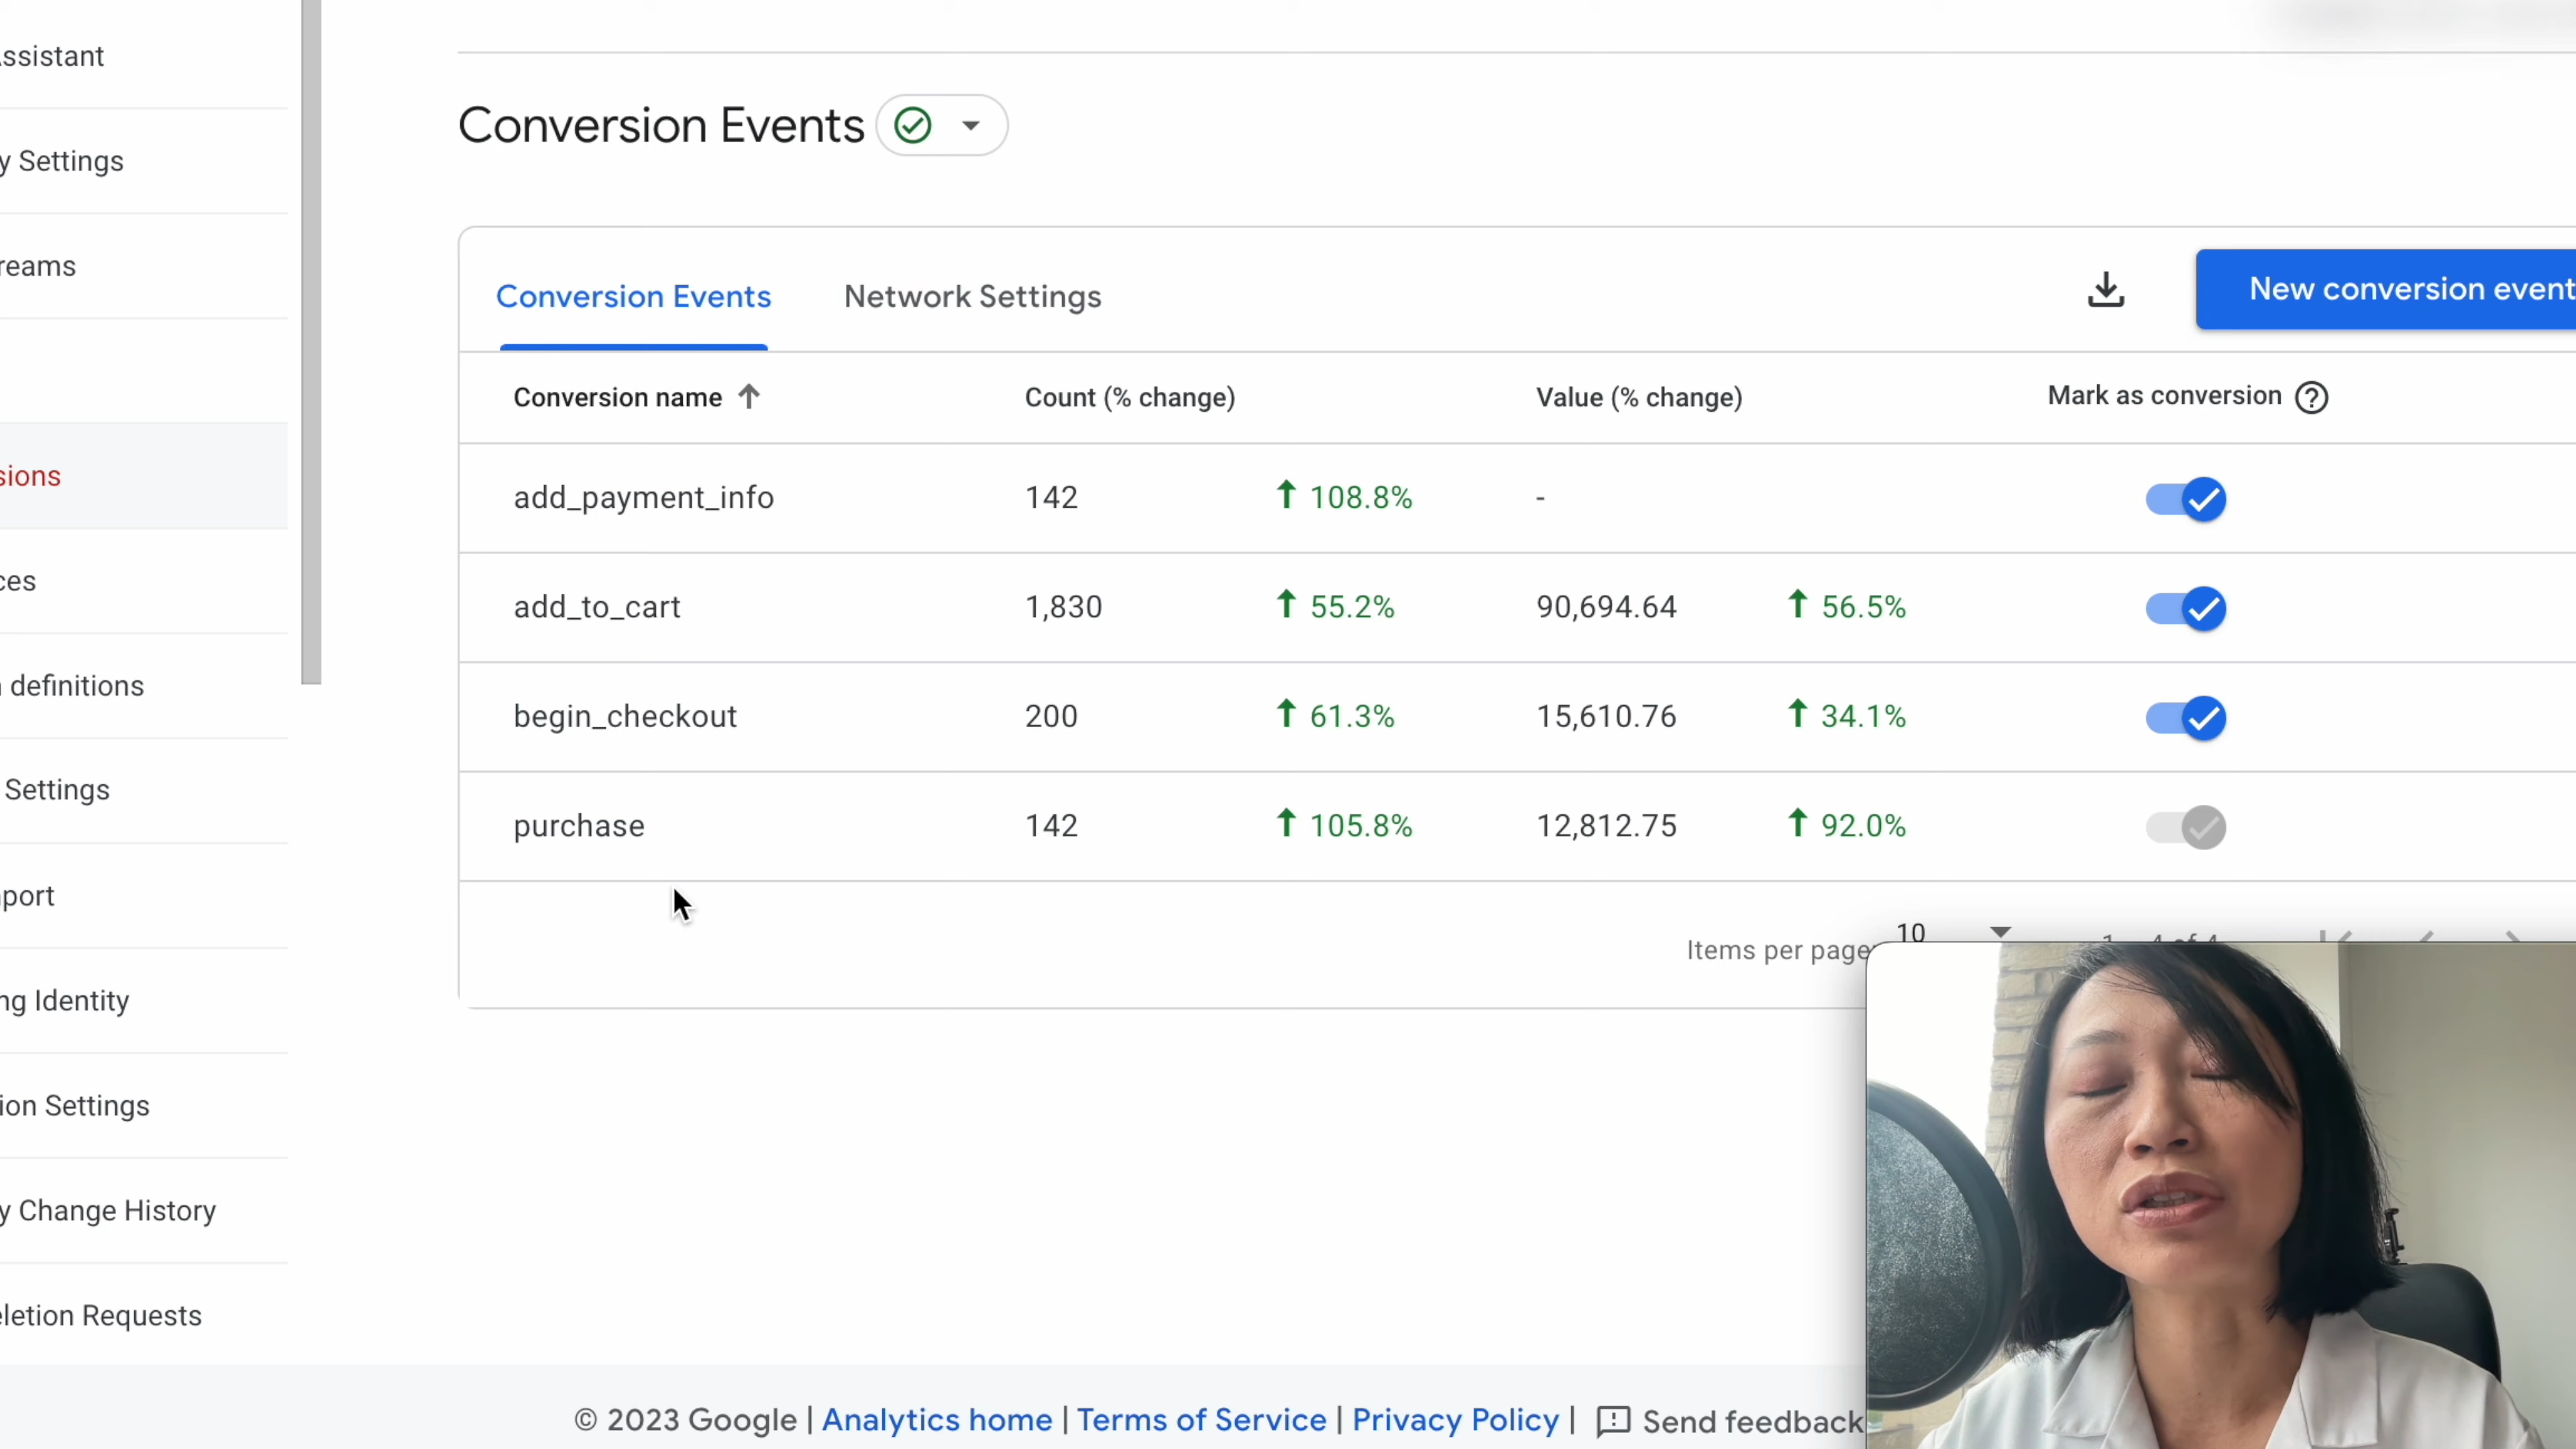 ssistant
y Settings
reams
sions
ces
definitions
Settings
port
ng Identity
ion Settings
y Change History
eletion Requests
Conversion Events
Conversion Events Network Settings
New conversion event
Conversion name Count (% change) Value (% change) Mark as conversion
add_payment_info 142 108.8% -
add_to_cart 1,830 55.2% 90,694.64 56.5%
begin_checkout 200 61.3% 15,610.76 34.1%
purchase 142 105.8% 12,812.75 92.0%
Items per page 10
© 2023 Google | Analytics home | Terms of Service | Privacy Policy | Send feedback